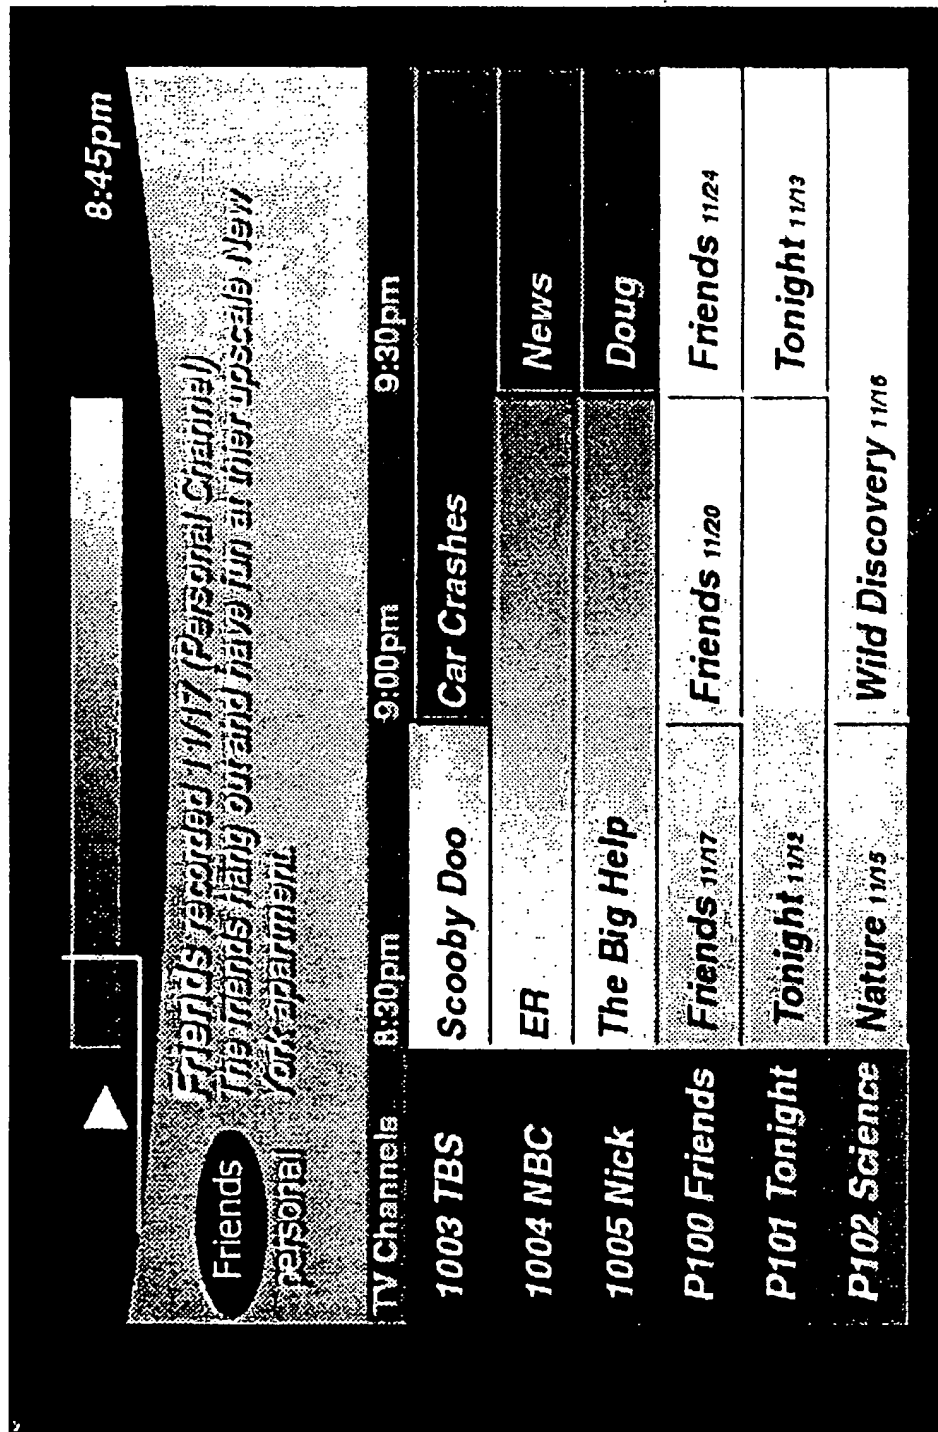 8:45pm
Friends recorded 11/17 (Personal Channel)
The friends hang out and have fun at their upscale New
York apartment.
Friends
personal
TV Channels 8:30pm 9:00pm 9:30pm
1003 TBS Scooby Doo Car Crashes
1004 NBC ER News
1005 Nick The Big Help Doug
P100 Friends Friends 11/17 Friends 11/20 Friends 11/24
P101 Tonight Tonight 11/12 Tonight 11/13
P102 Science Nature 11/15 Wild Discovery 11/16